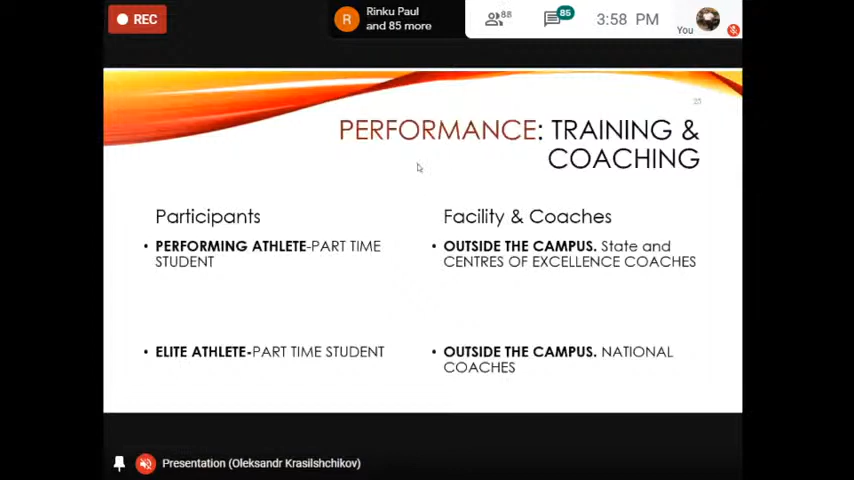 REC
R
Rinku Paul
and 85 more
88
85
3:58 PM
You
25
PERFORMANCE: TRAINING &
COACHING
Participants
• PERFORMING ATHLETE-PART TIME
STUDENT
• ELITE ATHLETE-PART TIME STUDENT
Facility & Coaches
• OUTSIDE THE CAMPUS. State and
CENTRES OF EXCELLENCE COACHES
• OUTSIDE THE CAMPUS. NATIONAL
COACHES
Presentation (Oleksandr Krasilshchikov)